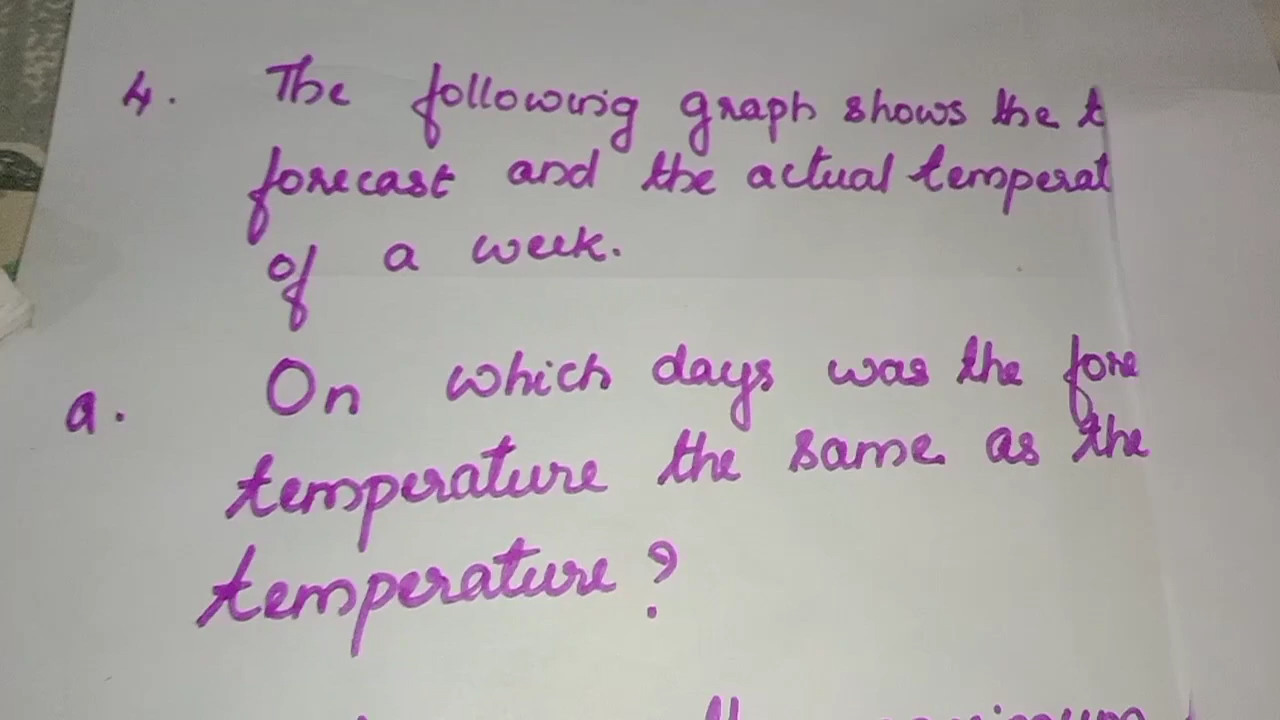 4. The following graph shows the t
forecast and the actual temperat
of a week.
a. On which days was the fore
temperature the same as the
temperature?